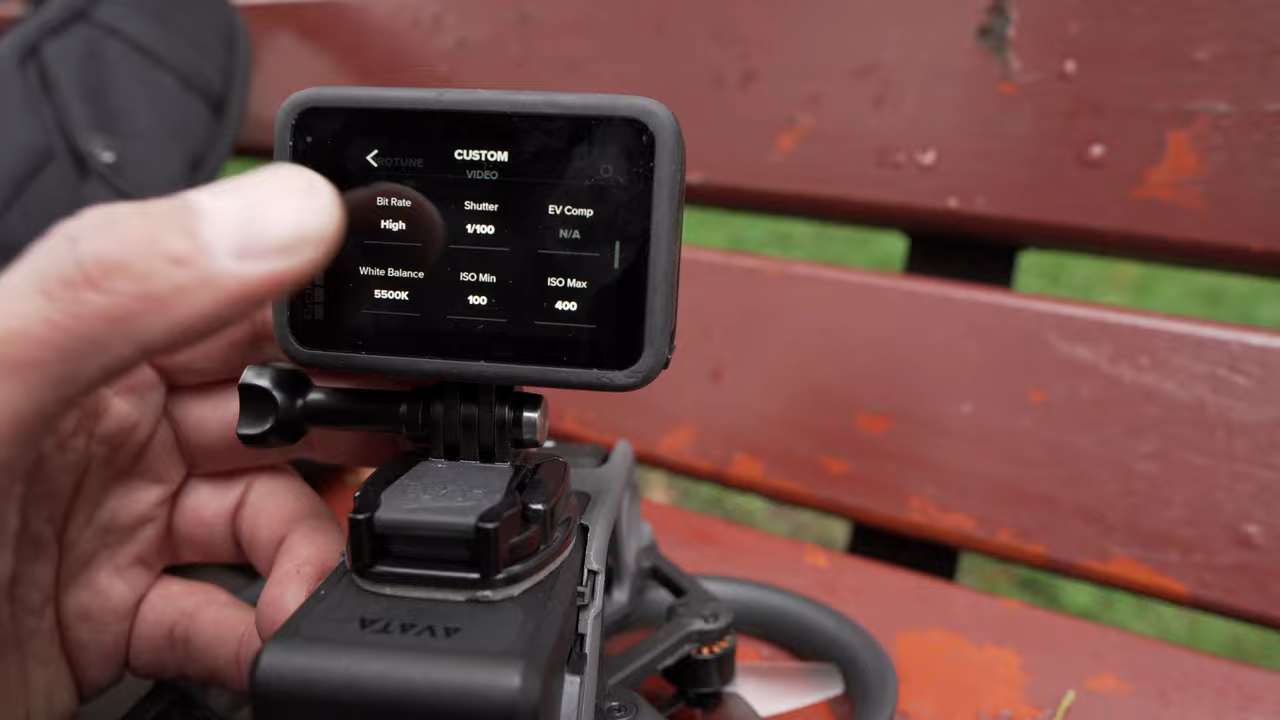 CUSTOM
PROTUNE
VIDEO
Bit Rate
Shutter
EV Comp
High
1/100
N/A
White Balance
ISO Min
ISO Max
5500K
100
400
AVATA